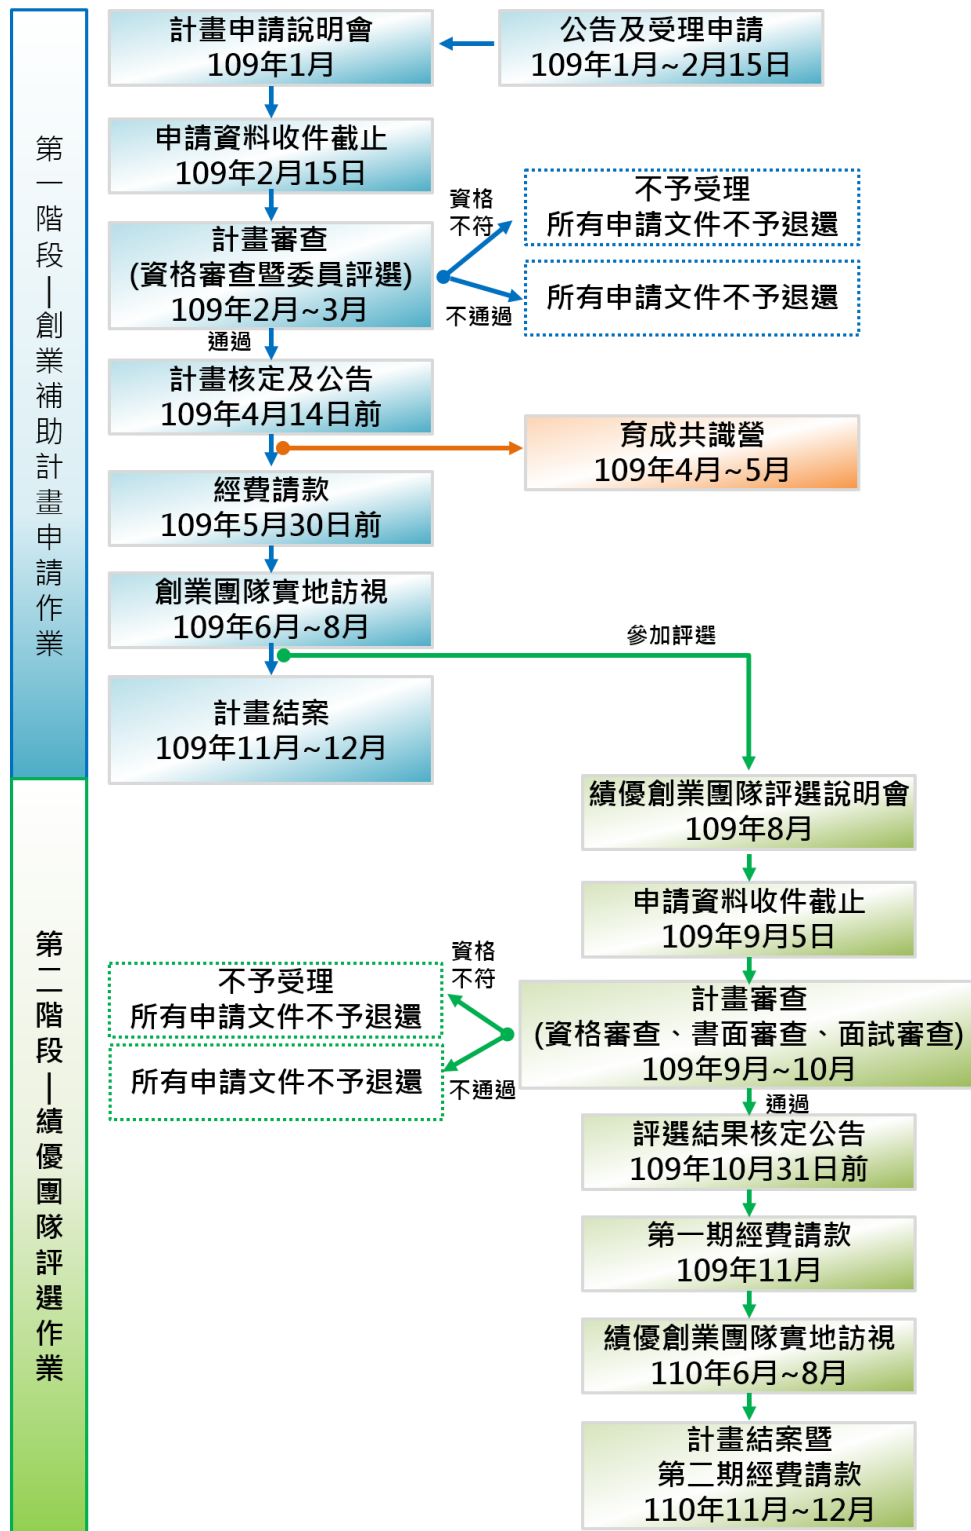 第一階段—創業補助計畫申請作業
計畫申請說明會
109年1月
公告及受理申請
109年1月~2月15日
申請資料收件截止
109年2月15日
計畫審查
(資格審查暨委員評選)
109年2月~3月
資格
不符
不予受理
所有申請文件不予退還
不通過
所有申請文件不予退還
通過
計畫核定及公告
109年4月14日前
育成共識營
109年4月~5月
經費請款
109年5月30日前
創業團隊實地訪視
109年6月~8月
參加評選
計畫結案
109年11月~12月
第二階段—績優團隊評選作業
績優創業團隊評選說明會
109年8月
申請資料收件截止
109年9月5日
計畫審查
(資格審查、書面審查、面試審查)
109年9月~10月
資格
不符
不予受理
所有申請文件不予退還
不通過
所有申請文件不予退還
通過
評選結果核定公告
109年10月31日前
第一期經費請款
109年11月
績優創業團隊實地訪視
110年6月~8月
計畫結案暨
第二期經費請款
110年11月~12月